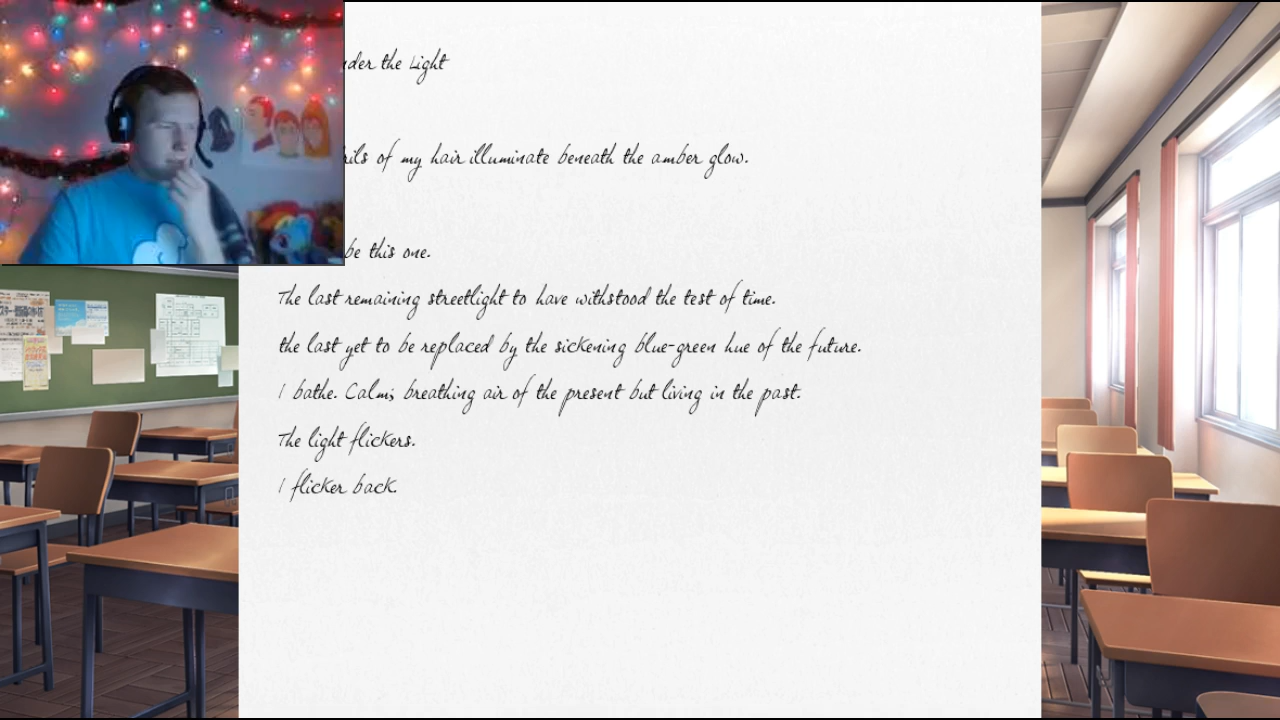 the Light
of my hair illuminate beneath the amber glow.
be this one.
The last remaining streetlight to have withstood the test of time.
the last yet to be replaced by the sickening blue-green hue of the future.
I bathe. Calm; breathing air of the present but living in the past.
The light flickers.
I flicker back.